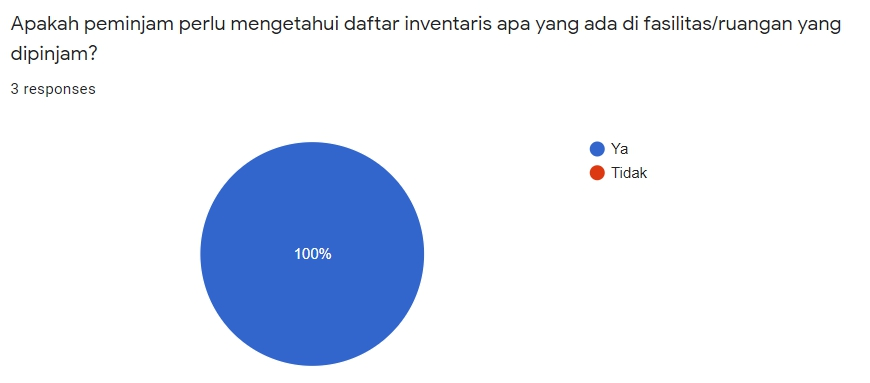 Apakah peminjam perlu mengetahui daftar inventaris apa yang ada di fasilitas/ruangan yang
dipinjam?
3 responses
Ya
Tidak
100%